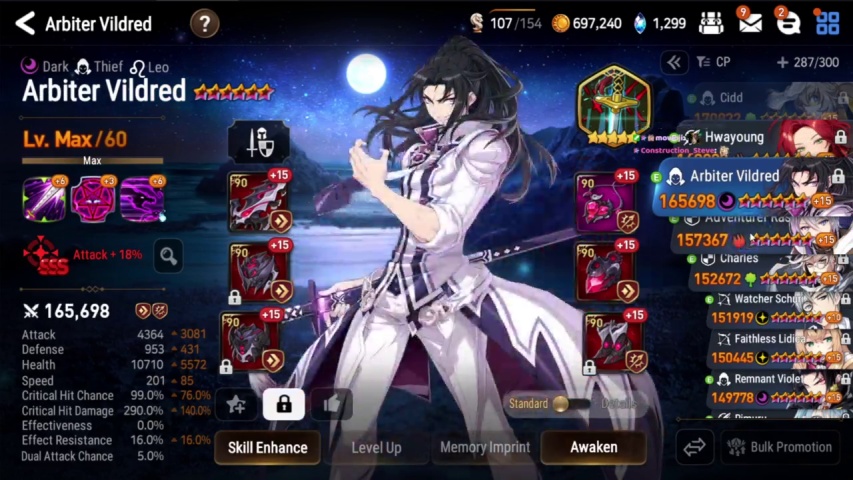 Arbiter Vildred
?
107/154
697,240
1,299
9
2
Dark Thief Leo
Arbiter Vildred
CP
287/300
Lv. Max/60
Max
+6
+3
+6
SSS
Attack + 18%
165,698
Attack 4364 3081
Defense 953 431
Health 10710 5572
Speed 201 85
Critical Hit Chance 99.0% 76.0%
Critical Hit Damage 290.0% 140.0%
Effectiveness 0.0%
Effect Resistance 16.0% 16.0%
Dual Attack Chance 5.0%
90 +15
90 +15
90 +15
90 +15
+15
90 +15
Cidd
Hwayoung
Construction_Steve
E Arbiter Vildred
165698 +15
157367 +15
Charles
152672 +15
E Watcher Schu
151919
Faithless Lidica
150445 +15
E Remnant Violet
149778 +15
Standard Details
Skill Enhance
Level Up
Memory Imprint
Awaken
Bulk Promotion